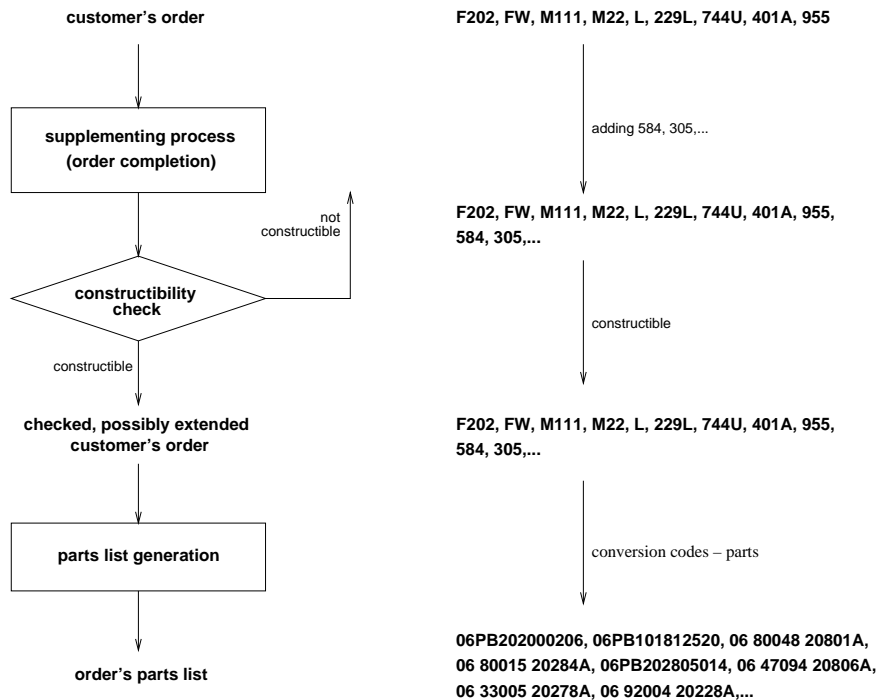 customer's order
supplementing process
(order completion)
not
constructible
constructibility
check
constructible
checked, possibly extended
customer's order
parts list generation
order's parts list
F202, FW, M111, M22, L, 229L, 744U, 401A, 955
adding 584, 305,...
F202, FW, M111, M22, L, 229L, 744U, 401A, 955,
584, 305,...
constructible
F202, FW, M111, M22, L, 229L, 744U, 401A, 955,
584, 305,...
conversion codes – parts
06PB202000206, 06PB101812520, 06 80048 20801A,
06 80015 20284A, 06PB202805014, 06 47094 20806A,
06 33005 20278A, 06 92004 20228A,...